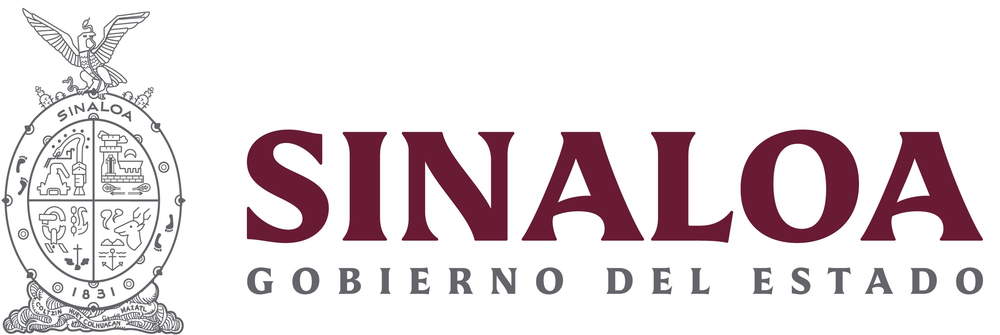 SINALOA
1831
COLTZIN HUEY COLHUACAN MAZATL
SINALOA
GOBIERNO DEL ESTADO